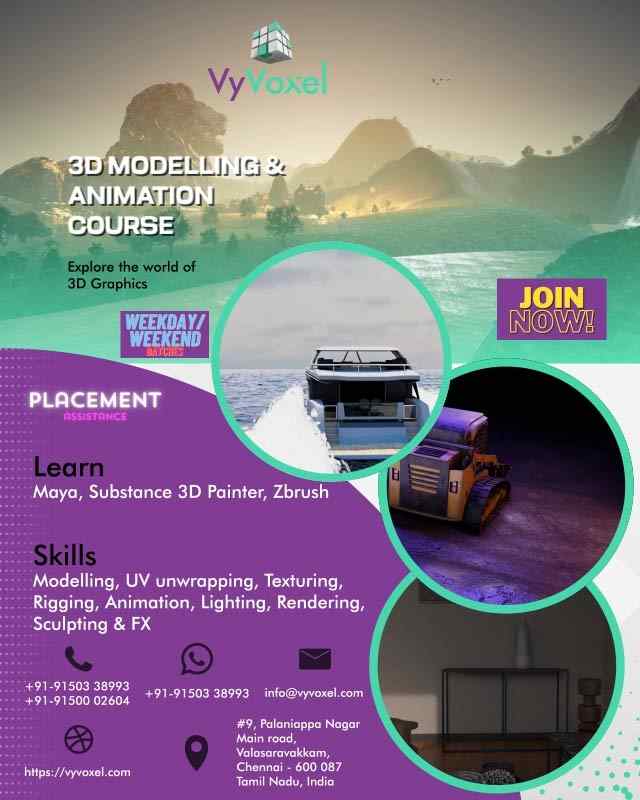 VyVoxel
3D MODELLING &
ANIMATION
COURSE
Explore the world of
3D Graphics
JOIN
NOW!
WEEKDAY/
WEEKEND
BATCHES
PLACEMENT
ASSISTANCE
Learn
Maya, Substance 3D Painter, Zbrush
Skills
Modelling, UV unwrapping, Texturing,
Rigging, Animation, Lighting, Rendering,
Sculpting & FX
+91-91503 38993
+91-91500 02604
+91-91503 38993
info@vyvoxel.com
https://vyvoxel.com
#9, Palaniappa Nagar
Main road,
Valasaravakkam,
Chennai - 600 087
Tamil Nadu, India